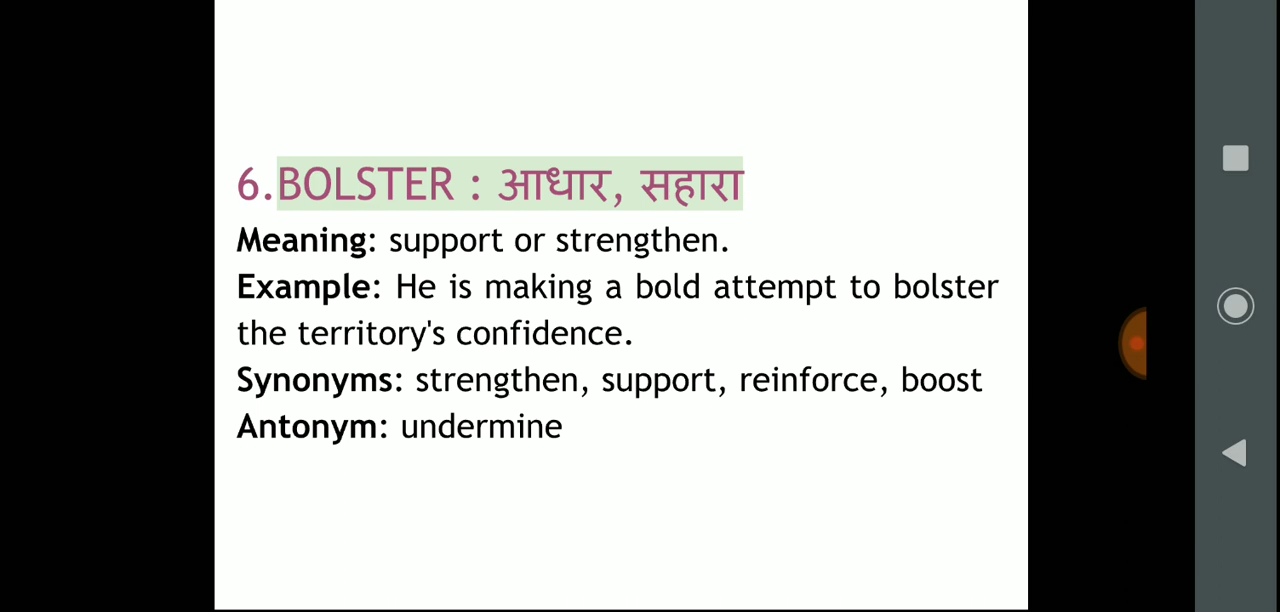 6.BOLSTER : आधार, सहारा
Meaning: support or strengthen.
Example: He is making a bold attempt to bolster
the territory's confidence.
Synonyms: strengthen, support, reinforce, boost
Antonym: undermine